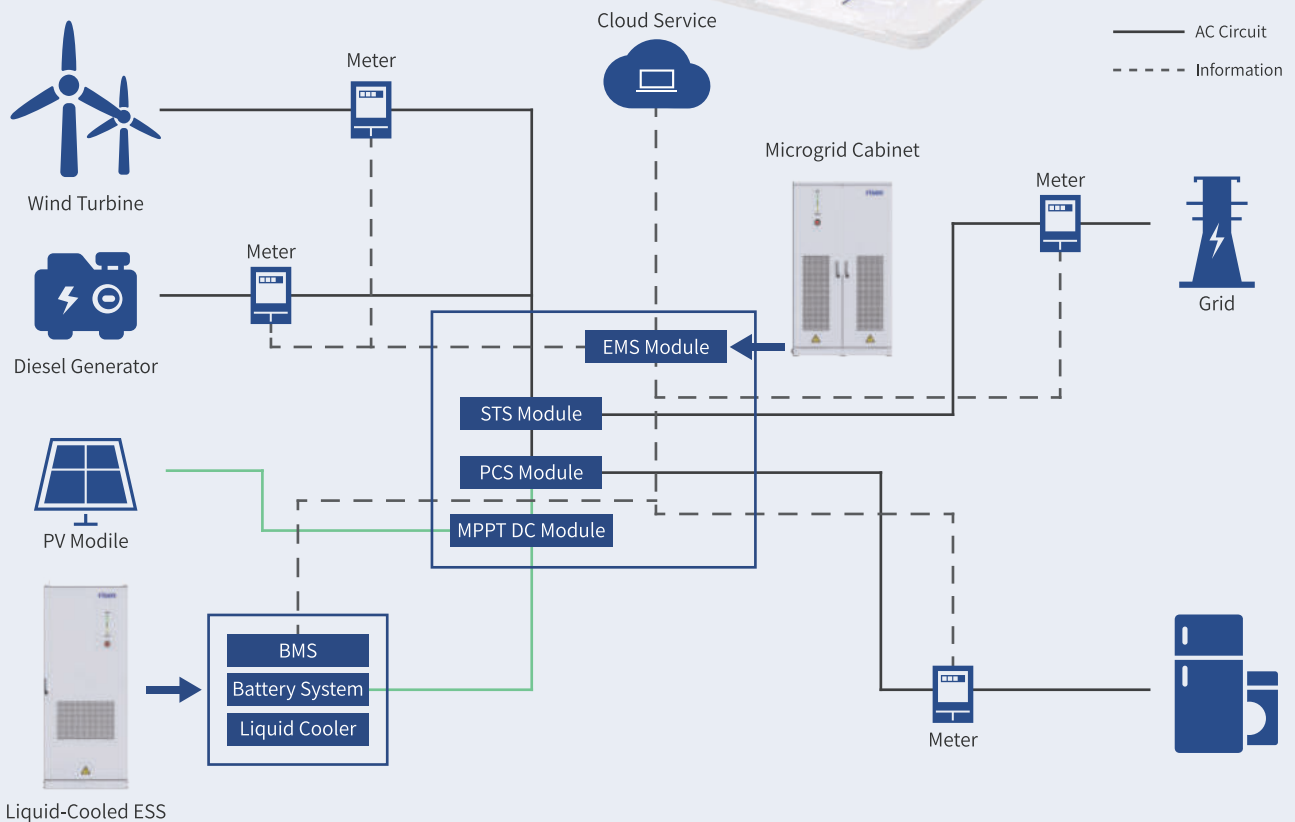 Cloud Service
AC Circuit
Information
Meter
Microgrid Cabinet
Meter
Wind Turbine
Meter
Grid
EMS Module
Diesel Generator
STS Module
PCS Module
MPPT DC Module
PV Modile
BMS
Battery System
Liquid Cooler
Meter
Liquid-Cooled ESS